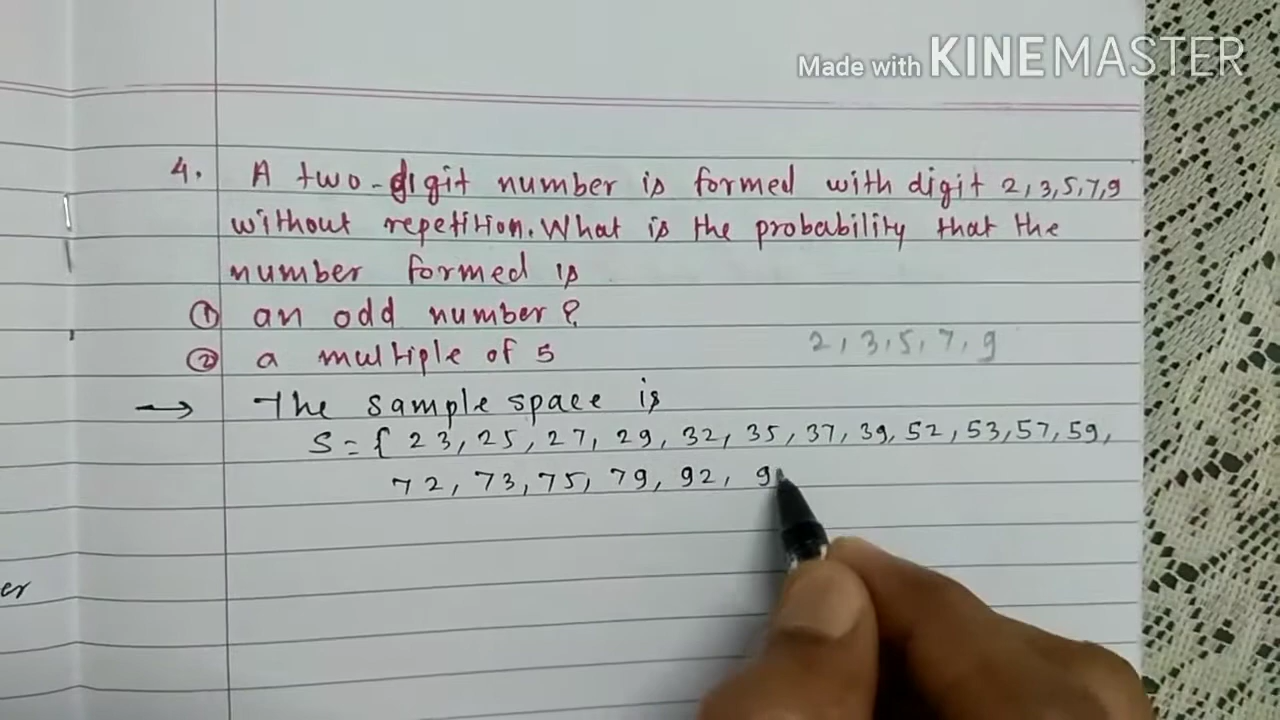 Made with KINEMASTER
4. A two-digit number is formed with digit 2,3,5,7,9
without repetition. What is the probability that the
number formed is
① an odd number?
② a multiple of 5
2,3,5,7,9
→ The sample space is
S={ 23, 25, 27, 29, 32, 35, 37, 39, 52, 53, 57, 59,
72, 73, 75, 79, 92, 9
er